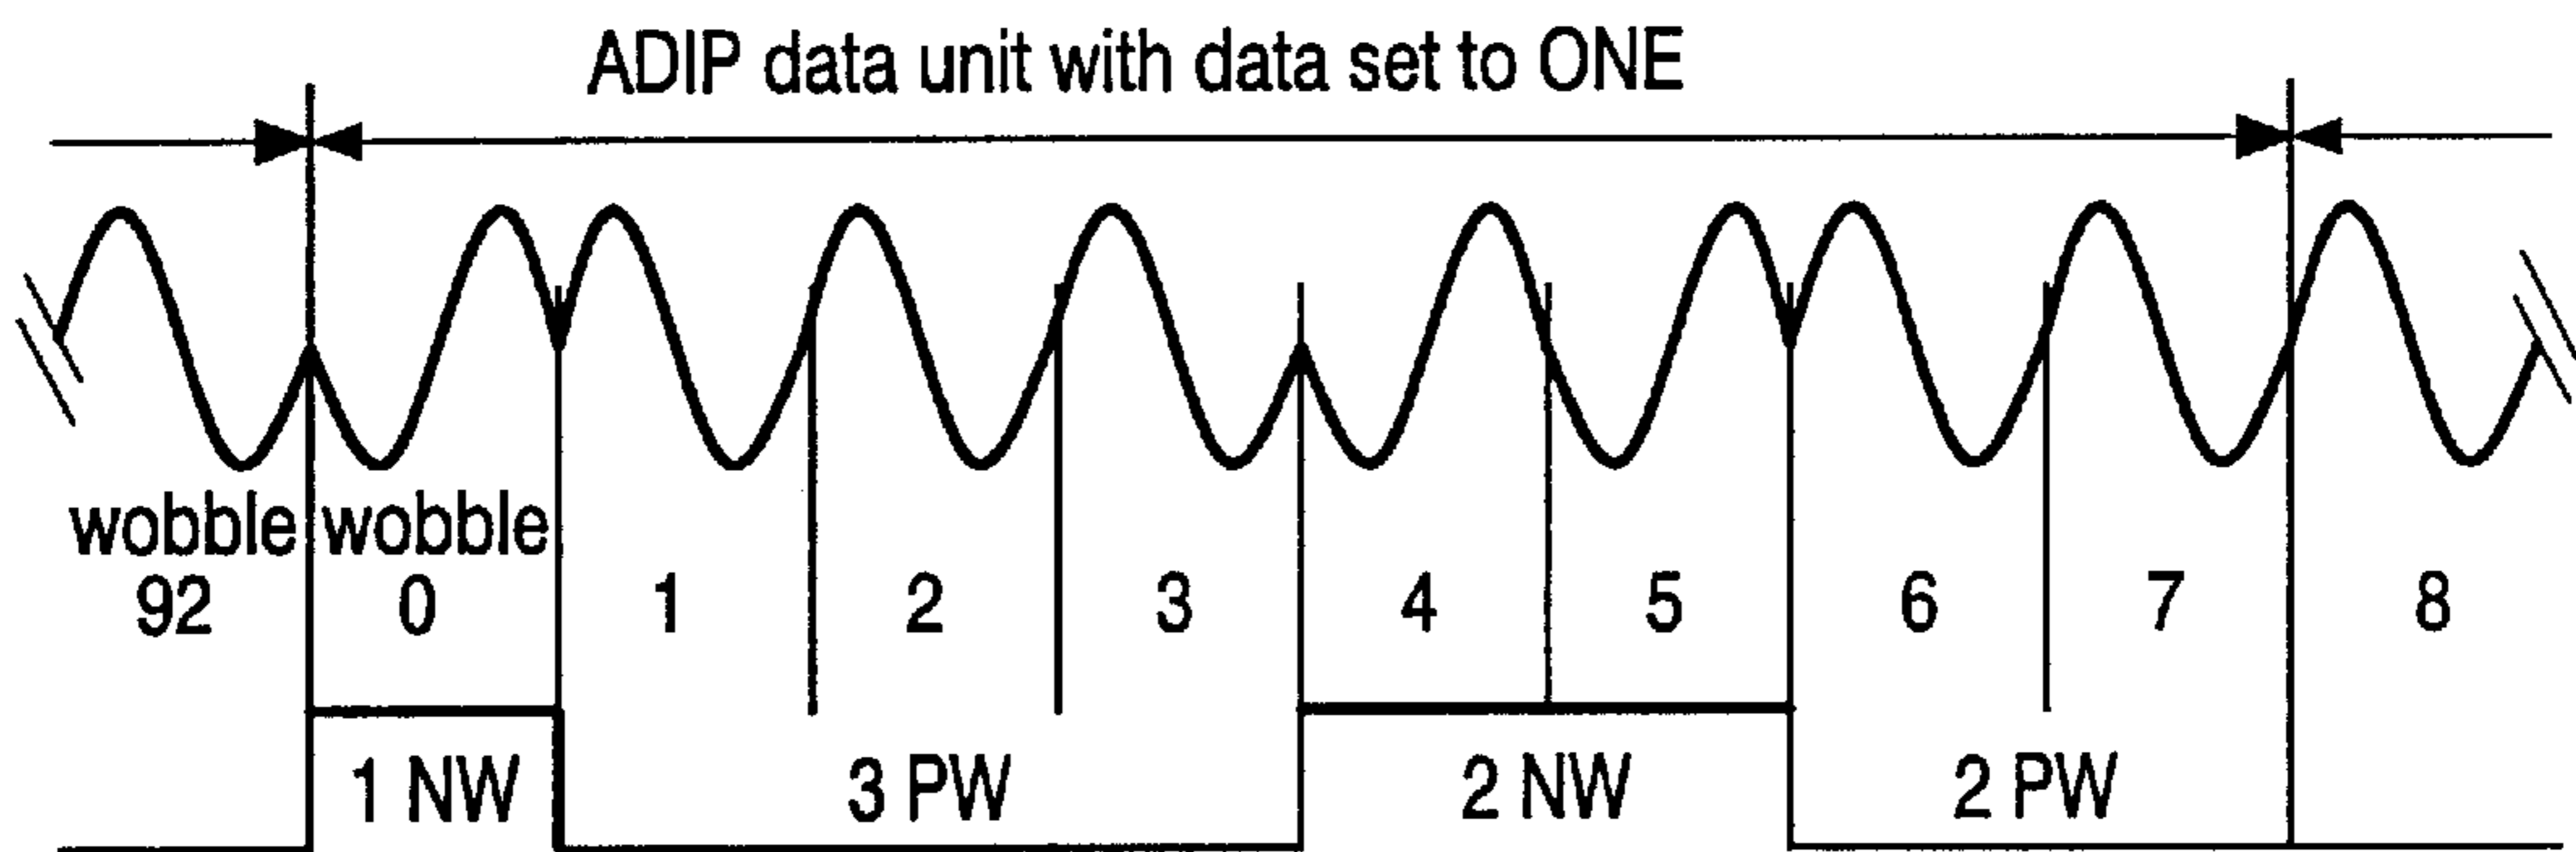 ADIP data unit with data set to ONE
wobble wobble
92 0 1 2 3 4 5 6 7 8
1 NW 3 PW 2 NW 2 PW